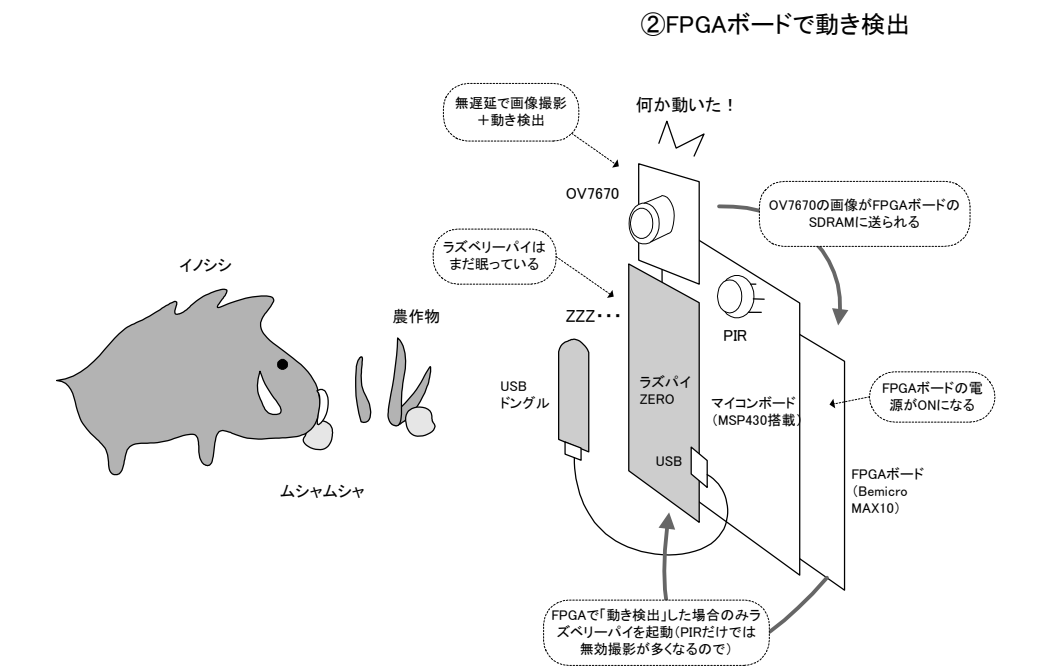 ②FPGAボードで動き検出
無遅延で画像撮影
＋動き検出
何か動いた！
OV7670
OV7670の画像がFPGAボードの
SDRAMに送られる
ラズベリーパイは
まだ眠っている
イノシシ
農作物
ZZZ・・・
PIR
USB
ドングル
ラズパイ
ZERO
マイコンボード
（MSP430搭載）
FPGAボードの電
源がONになる
USB
FPGAボード
（Bemicro
MAX10）
ムシャムシャ
FPGAで「動き検出」した場合のみラ
ズベリーパイを起動（PIRだけでは
無効撮影が多くなるので）